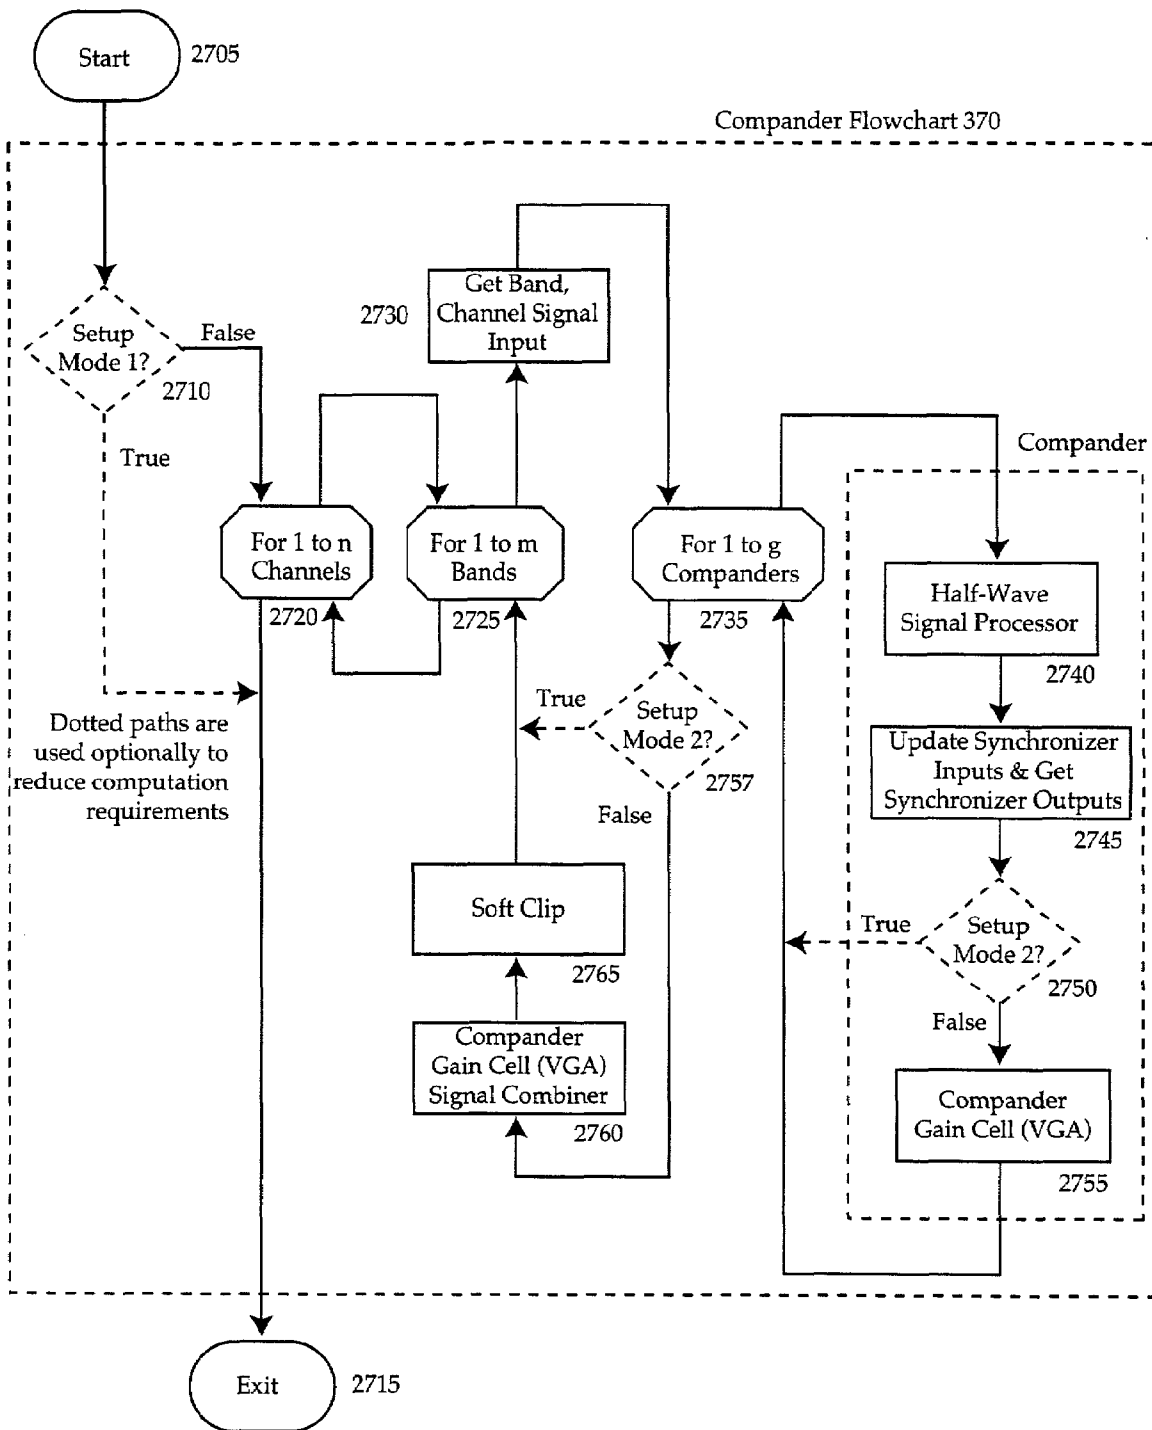 Start
2705
Compander Flowchart 370
Setup
Mode 1?
2710
False
True
Get Band,
Channel Signal
Input
2730
For 1 to n
Channels
2720
For 1 to m
Bands
2725
For 1 to g
Companders
2735
Compander
Half-Wave
Signal Processor
2740
Update Synchronizer
Inputs & Get
Synchronizer Outputs
2745
Setup
Mode 2?
2750
True
False
Compander
Gain Cell (VGA)
2755
Setup
Mode 2?
2757
True
False
Dotted paths are
used optionally to
reduce computation
requirements
Soft Clip
2765
Compander
Gain Cell (VGA)
Signal Combiner
2760
Exit
2715